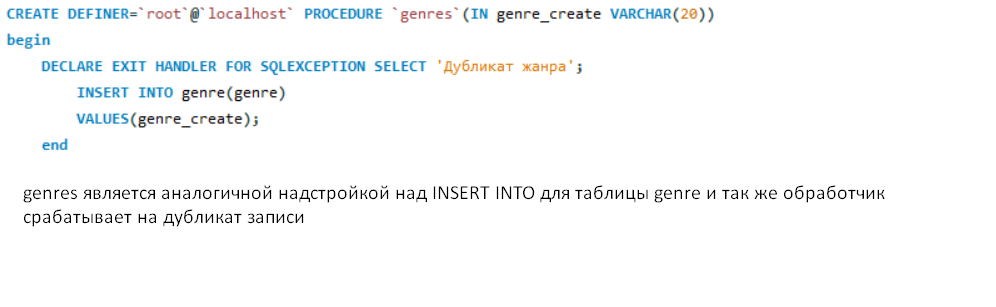 CREATE DEFINER=`root`@`localhost` PROCEDURE `genres`(IN genre_create VARCHAR(20))
begin
DECLARE EXIT HANDLER FOR SQLEXCEPTION SELECT 'Дубликат жанра';
INSERT INTO genre(genre)
VALUES(genre_create);
end
genres является аналогичной надстройкой над INSERT INTO для таблицы genre и так же обработчик
срабатывает на дубликат записи